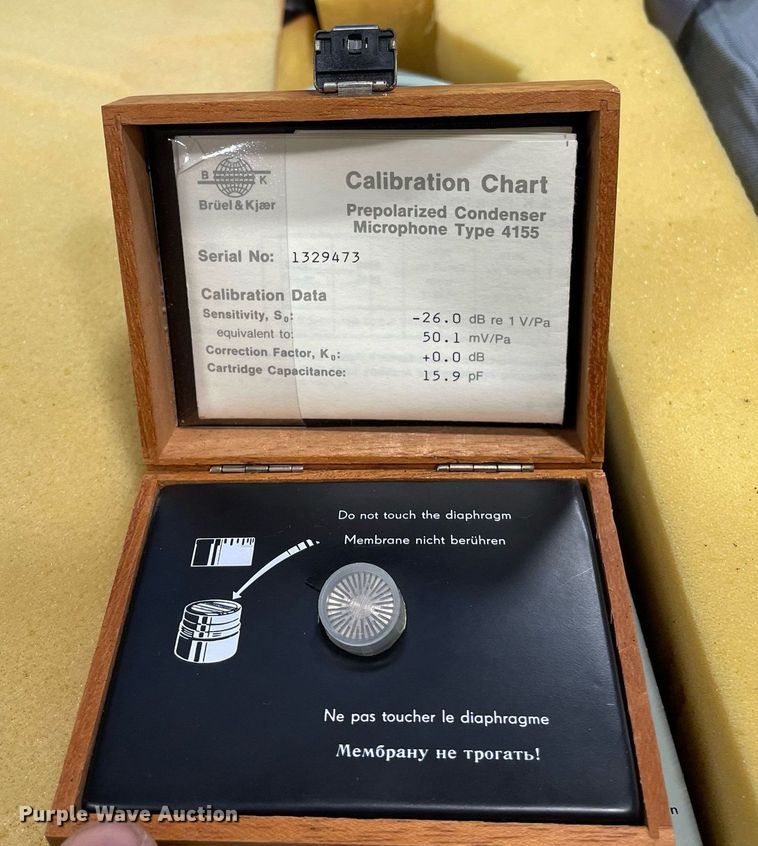 B K
Brüel & Kjær
Calibration Chart
Prepolarized Condenser
Microphone Type 4155
Serial No: 1329473
Calibration Data
Sensitivity, S₀: -26.0 dB re 1 V/Pa
equivalent to: 50.1 mV/Pa
Correction Factor, K₀: +0.0 dB
Cartridge Capacitance: 15.9 pF
Do not touch the diaphragm
Membrane nicht berühren
Ne pas toucher le diaphragme
Мембрану не трогать!
Purple Wave Auction